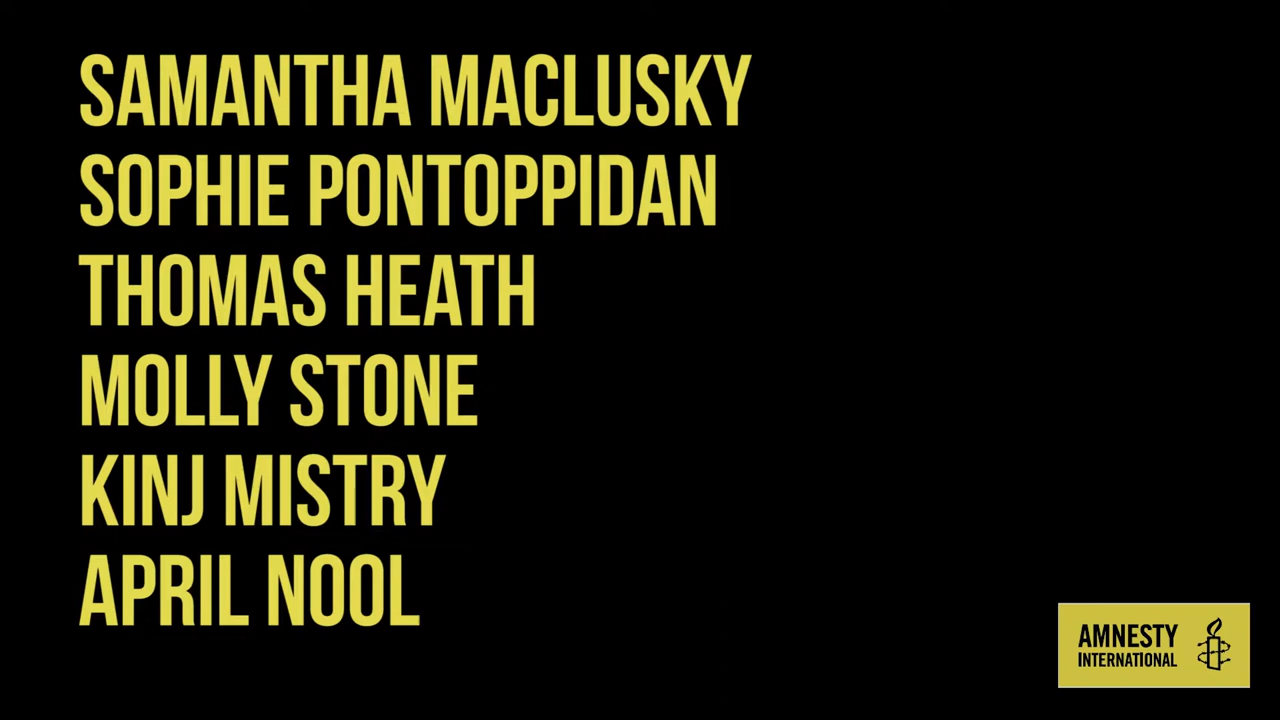 SAMANTHA MACLUSKY
SOPHIE PONTOPPIDAN
THOMAS HEATH
MOLLY STONE
KINJ MISTRY
APRIL NOOL
AMNESTY
INTERNATIONAL